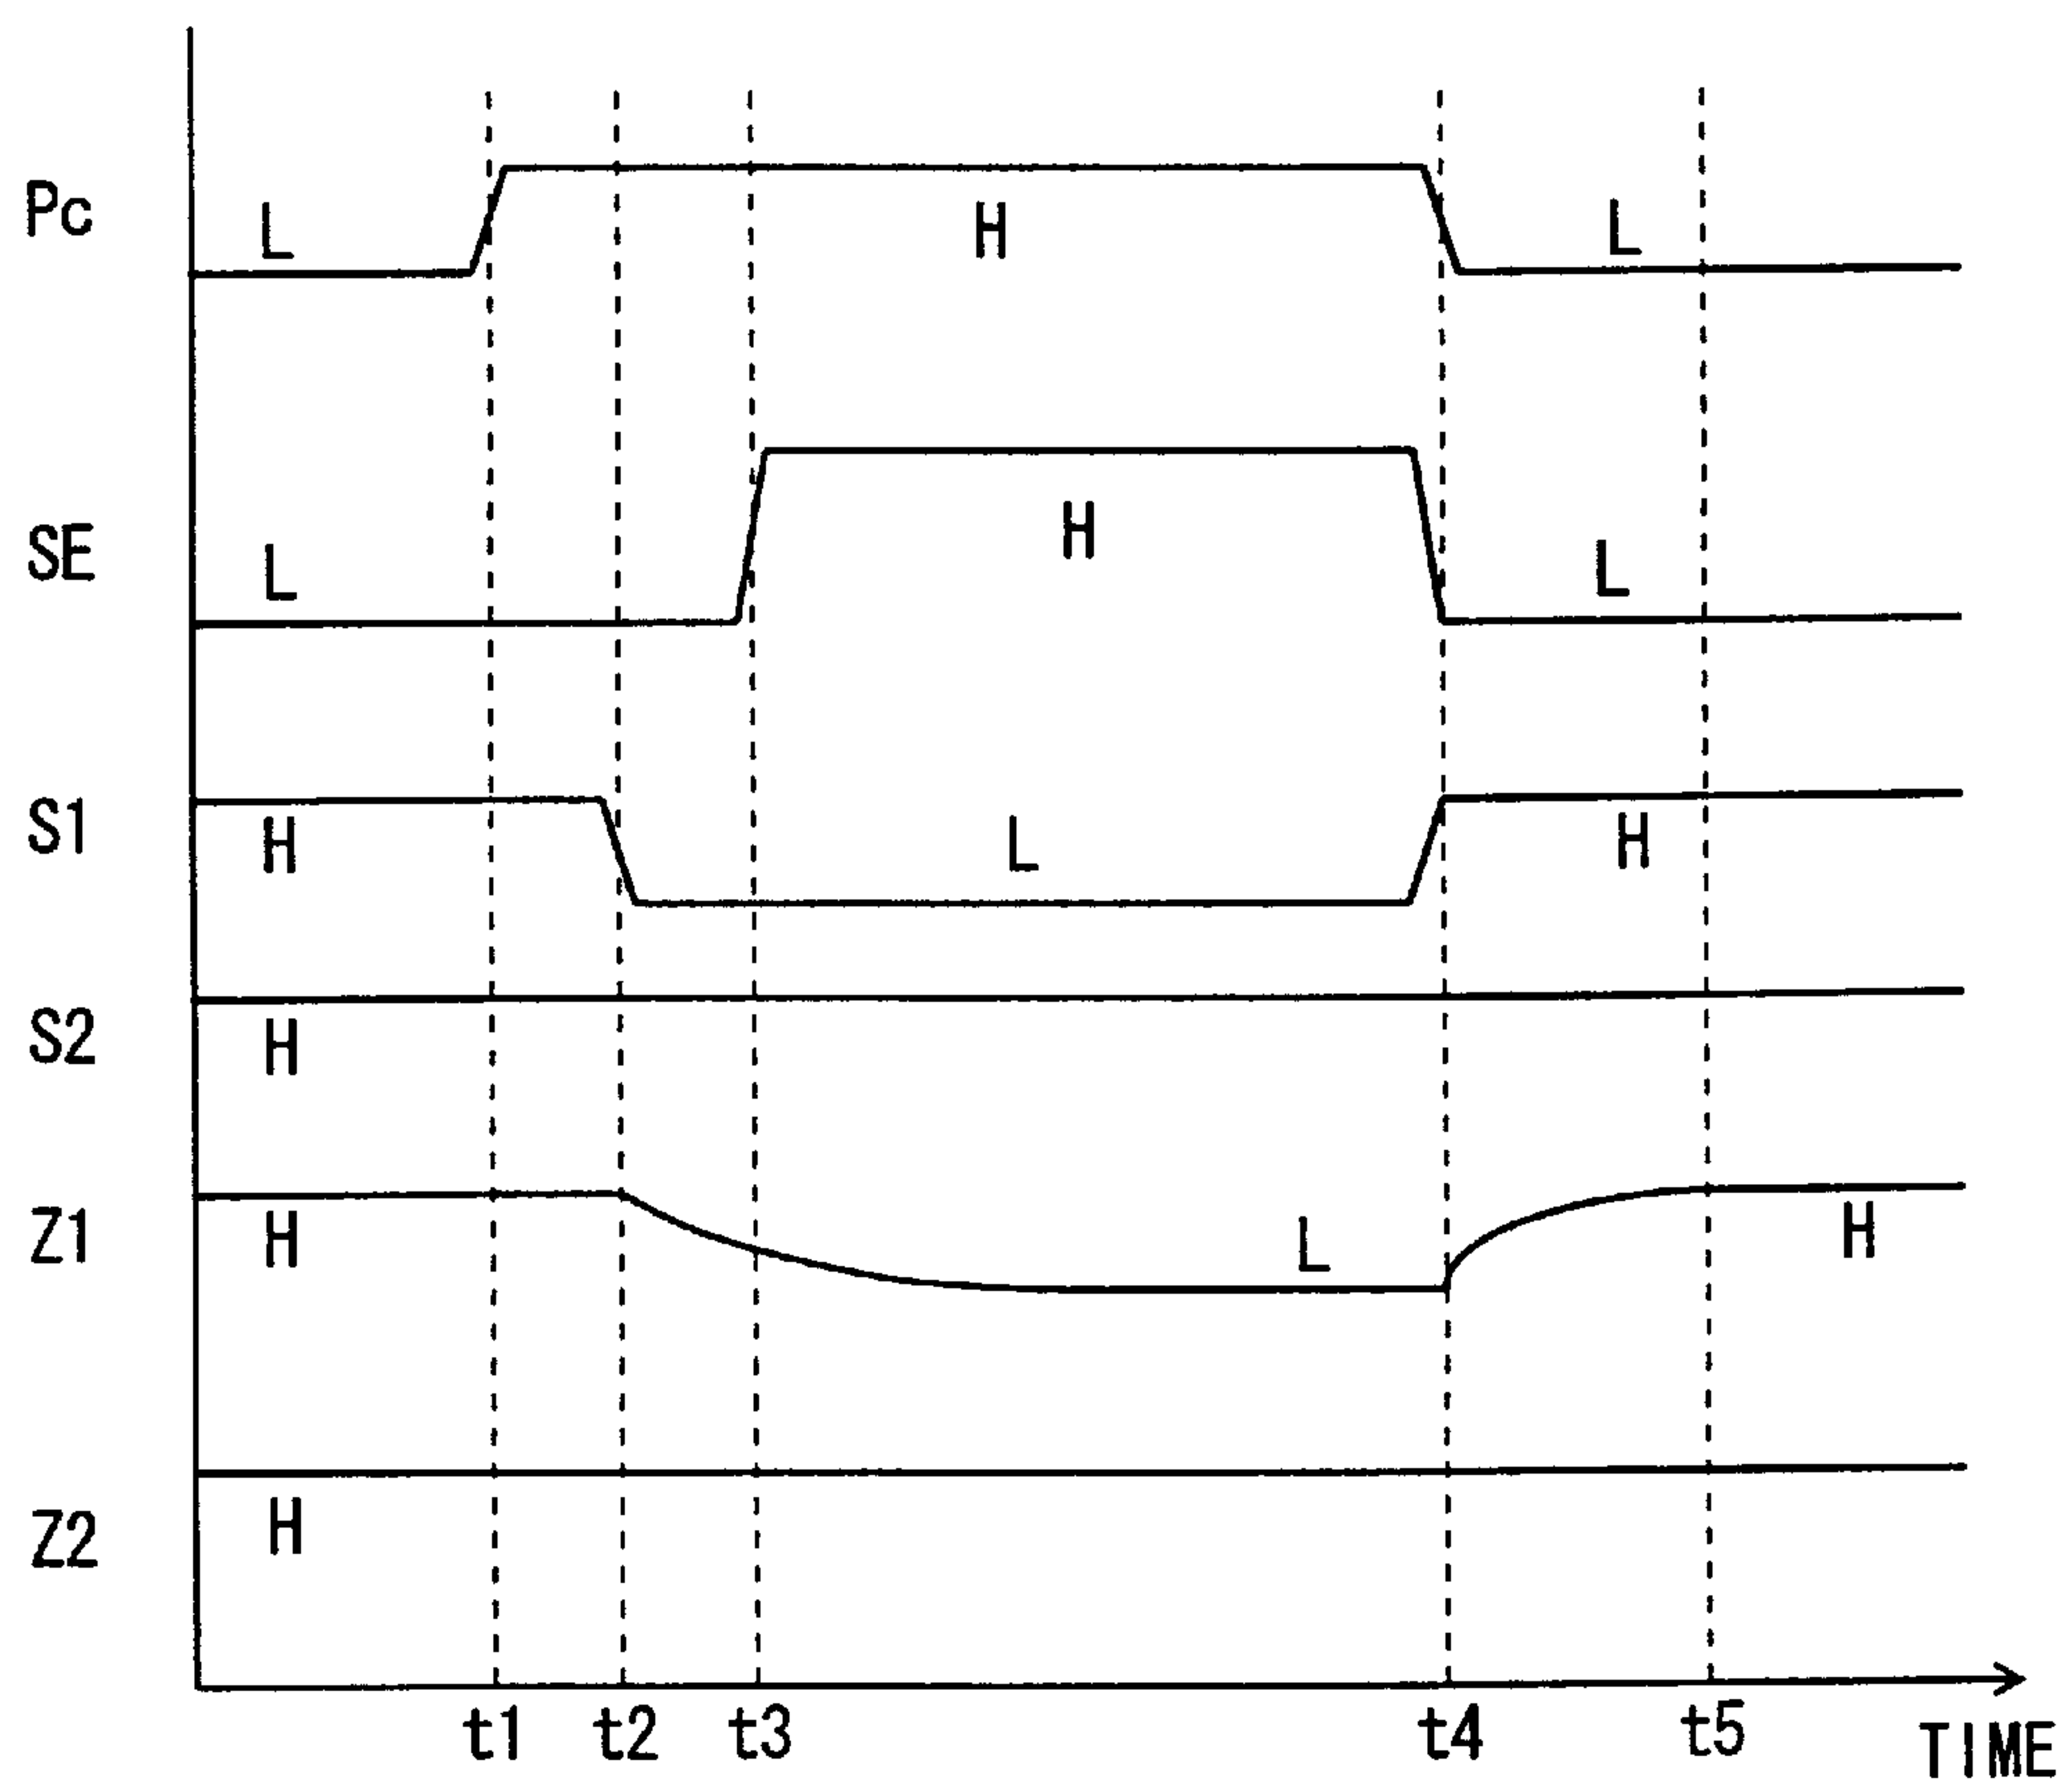 Pc L H L
SE L H L
S1 H L H
S2 H
Z1 H L H
Z2 H
t1 t2 t3 t4 t5 TIME